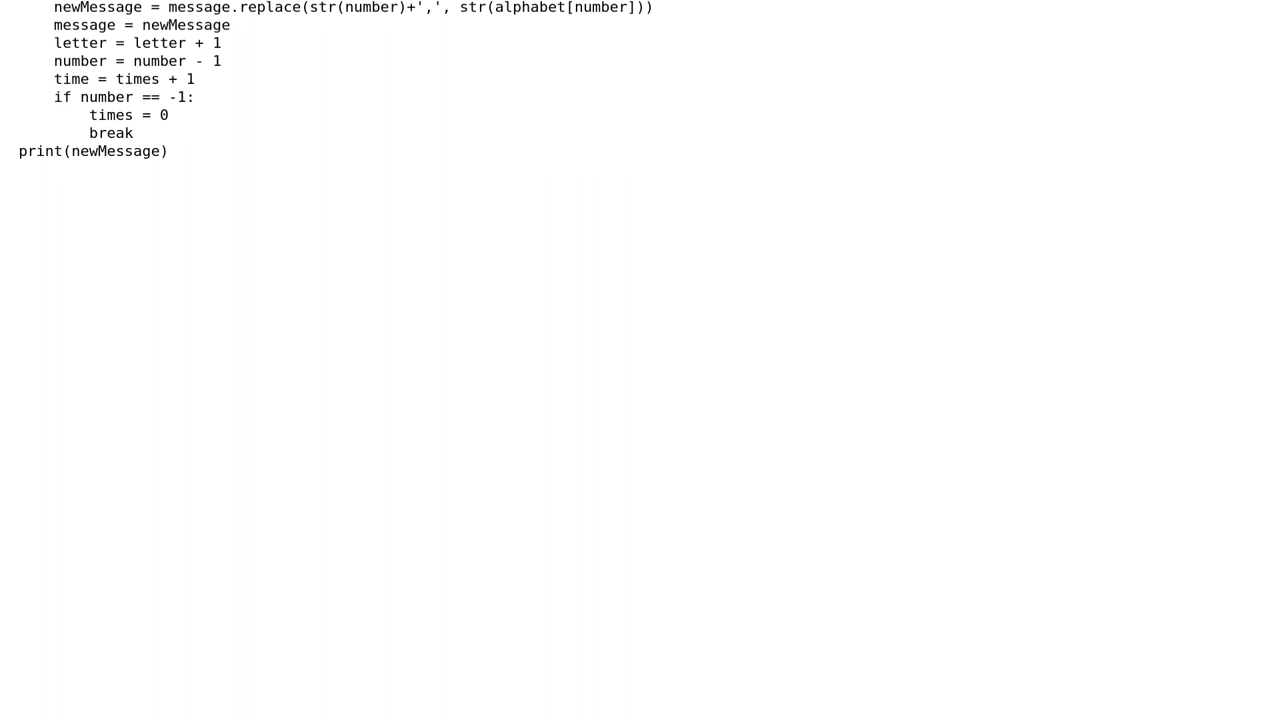 newMessage = message.replace(str(number)+',', str(alphabet[number]))
message = newMessage
letter = letter + 1
number = number - 1
time = times + 1
if number == -1:
times = 0
break
print(newMessage)